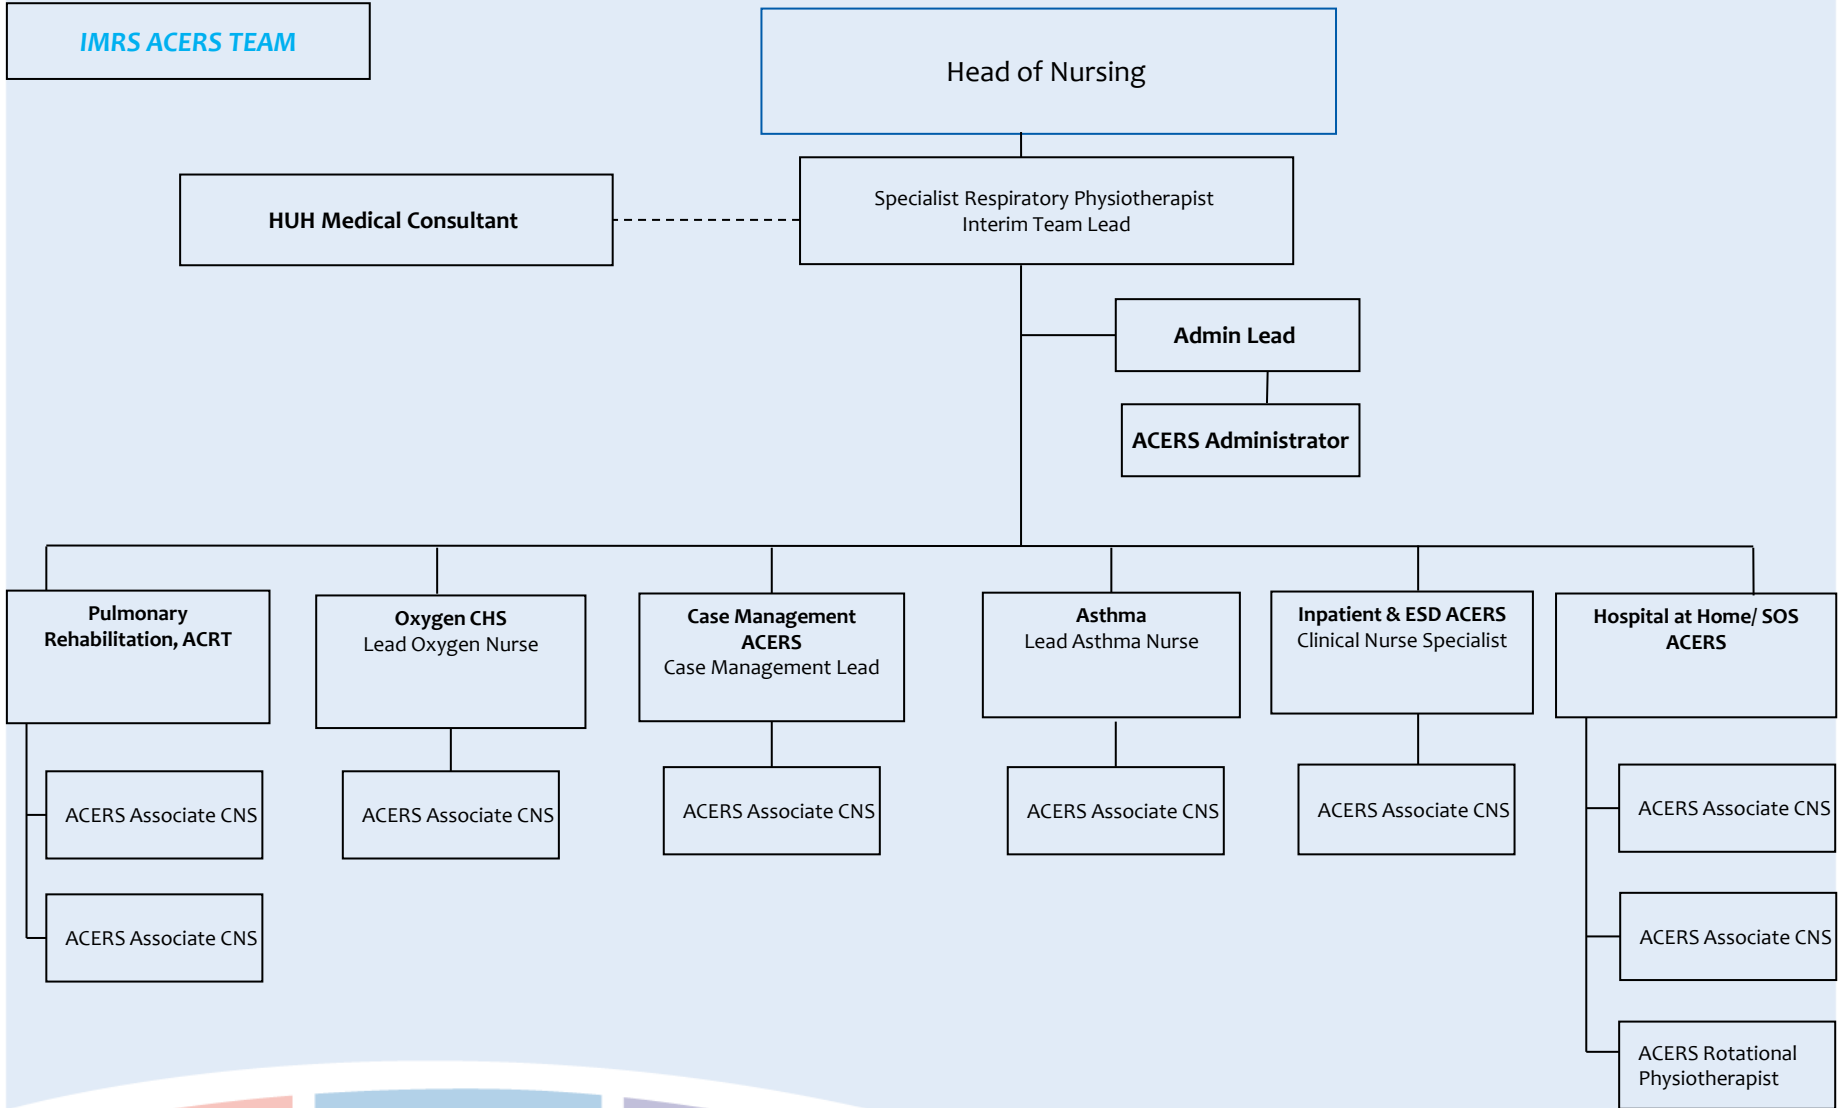 IMRS ACERS TEAM
Head of Nursing
HUH Medical Consultant
Specialist Respiratory Physiotherapist
Interim Team Lead
Admin Lead
ACERS Administrator
Pulmonary
Rehabilitation, ACRT
Oxygen CHS
Lead Oxygen Nurse
Case Management
ACERS
Case Management Lead
Asthma
Lead Asthma Nurse
Inpatient & ESD ACERS
Clinical Nurse Specialist
Hospital at Home/ SOS
ACERS
ACERS Associate CNS
ACERS Associate CNS
ACERS Associate CNS
ACERS Associate CNS
ACERS Associate CNS
ACERS Associate CNS
ACERS Associate CNS
ACERS Associate CNS
ACERS Rotational
Physiotherapist